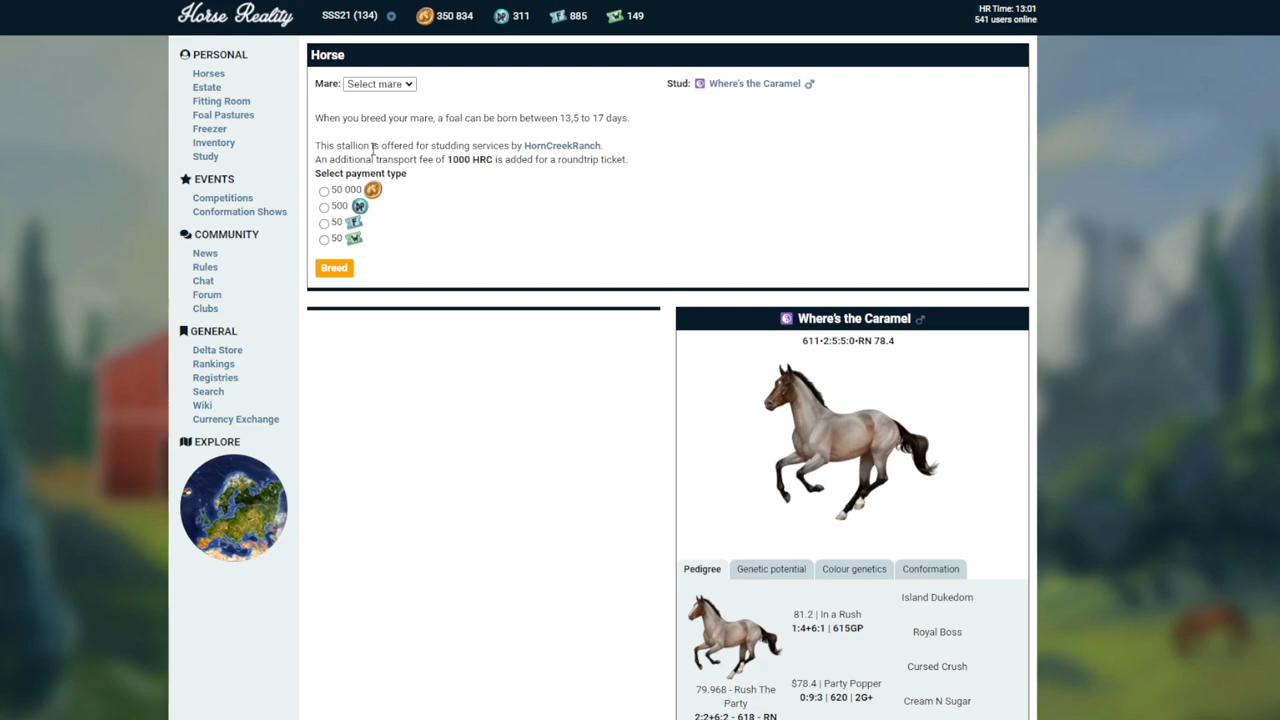 Horse Reality
SSS21 (134)
350 834
311
885
149
HR Time: 13:01
541 users online
PERSONAL
Horses
Estate
Fitting Room
Foal Pastures
Freezer
Inventory
Study
EVENTS
Competitions
Conformation Shows
COMMUNITY
News
Rules
Chat
Forum
Clubs
GENERAL
Delta Store
Rankings
Registries
Search
Wiki
Currency Exchange
EXPLORE
Horse
Mare: Select mare
Stud: Where's the Caramel
When you breed your mare, a foal can be born between 13,5 to 17 days.
This stallion is offered for studding services by HornCreekRanch.
An additional transport fee of 1000 HRC is added for a roundtrip ticket.
Select payment type
50 000
500
50
50
Breed
Where's the Caramel
611•2:5:5:0•RN 78.4
Pedigree
Genetic potential
Colour genetics
Conformation
79.968 - Rush The
Party
2:2+6:2 - 618 - RN
81.2 | In a Rush
1:4+6:1 | 615GP
$78.4 | Party Popper
0:9:3 | 620 | 2G+
Island Dukedom
Royal Boss
Cursed Crush
Cream N Sugar